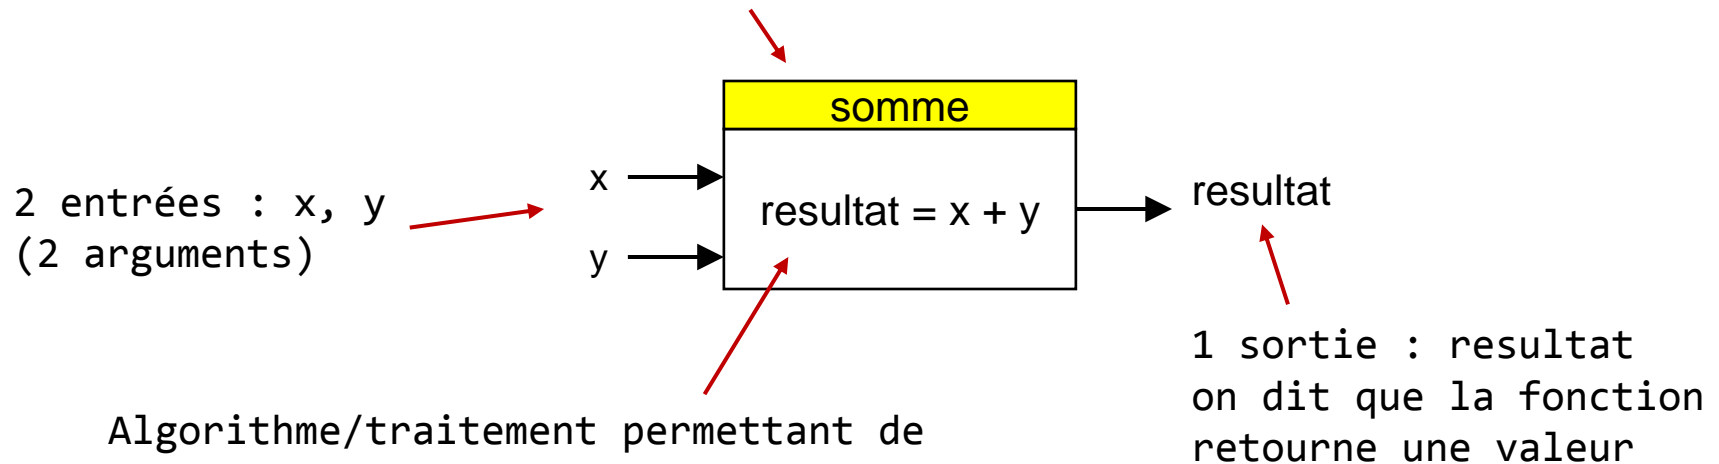 somme
x
y
resultat = x + y
resultat
2 entrées : x, y
(2 arguments)
1 sortie : resultat
on dit que la fonction
retourne une valeur
Algorithme/traitement permettant de